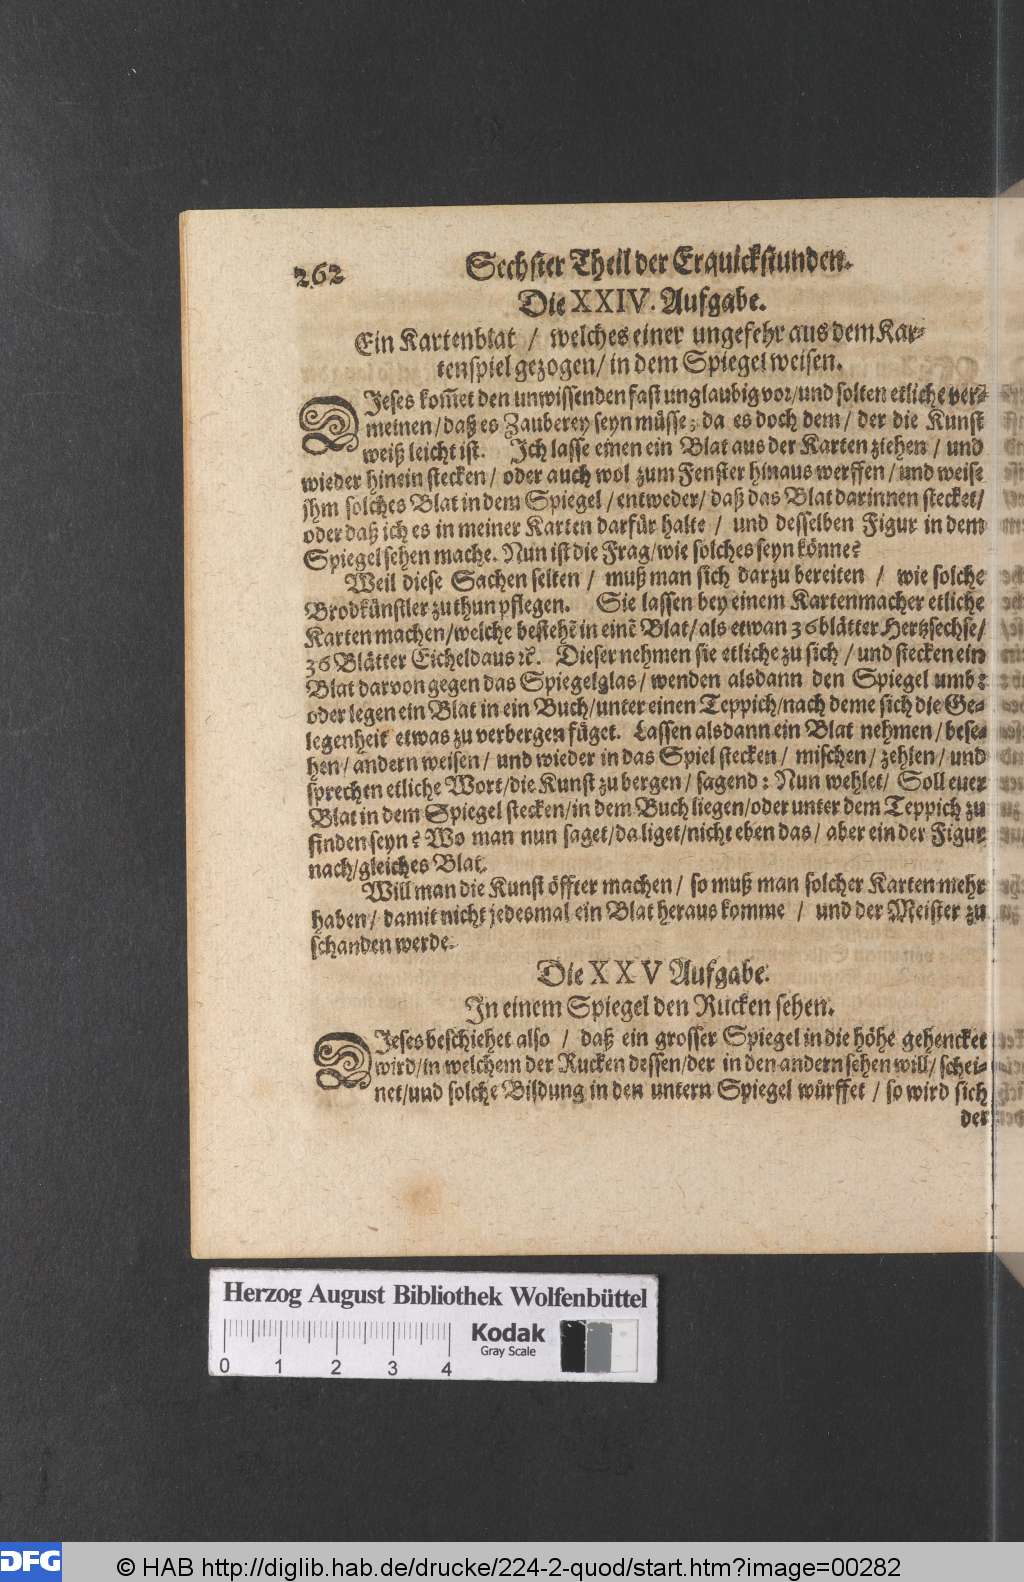 262
Sechster Theil der Erquickstunden.
Die XXIV. Aufgabe.
Ein Kartenblat / welches einer ungefehr aus dem Kar-
tenspiel gezogen/ in dem Spiegel weisen.
DIeses kom̃et den unwissenden fast unglaubig vor/und solten etliche ver-
meinen/ daß es Zauberey seyn müsse; da es doch dem/ der die Kunst
weiß leicht ist. Ich lasse einen ein Blat aus der Karten ziehen / und
wieder hinein stecken/ oder auch wol zum Fenster hinaus werffen / und weise
jhm solches Blat in dem Spiegel / entweder/ daß das Blat darinnen stecket/
oder daß ich es in meiner Karten darfür halte / und desselben Figur in dem
Spiegel sehen mache. Nun ist die Frag/wie solches seyn könne?
Weil diese Sachen selten / muß man sich darzu bereiten / wie solche
Brodkünstler zu thun pflegen. Sie lassen bey einem Kartenmacher etliche
Karten machen/welche bestehẽ in einẽ Blat/als etwan 36 blätter Hertzsechse/
36 Blätter Eicheldaus ꝛc̃. Dieser nehmen sie etliche zu sich / und stecken ein
Blat darvon gegen das Spiegelglas/ wenden alsdann den Spiegel umb:
oder legen ein Blat in ein Buch/unter einen Teppich/nach deme sich die Ge-
legenheit etwas zu verbergen füget. Lassen alsdann ein Blat nehmen/ bese-
hen/ andern weisen/ und wieder in das Spiel stecken / mischen / zehlen / und
sprechen etliche Wort/die Kunst zu bergen/ sagend: Nun wehlet/ Soll euer
Blat in dem Spiegel stecken/in dem Buch liegen/oder unter dem Teppich zu
finden seyn? Wo man nun saget/da liget/nicht eben das/ aber ein der Figur
nach/gleiches Blat.
Will man die Kunst öffter machen / so muß man solcher Karten mehr
haben/ damit nicht jedesmal ein Blat heraus komme / und der Meister zu
schanden werde.
Die XXV Aufgabe.
In einem Spiegel den Rucken sehen.
DIeses beschiehet also / daß ein grosser Spiegel in die höhe gehencket
wird/in welchem der Rucken dessen/der in den andern sehen will/ schei-
net/und solche Bildung in den untern Spiegel würffet / so wird sich
der
Herzog August Bibliothek Wolfenbüttel
Kodak
Gray Scale
0 1 2 3 4
DFG © HAB http://diglib.hab.de/drucke/224-2-quod/start.htm?image=00282